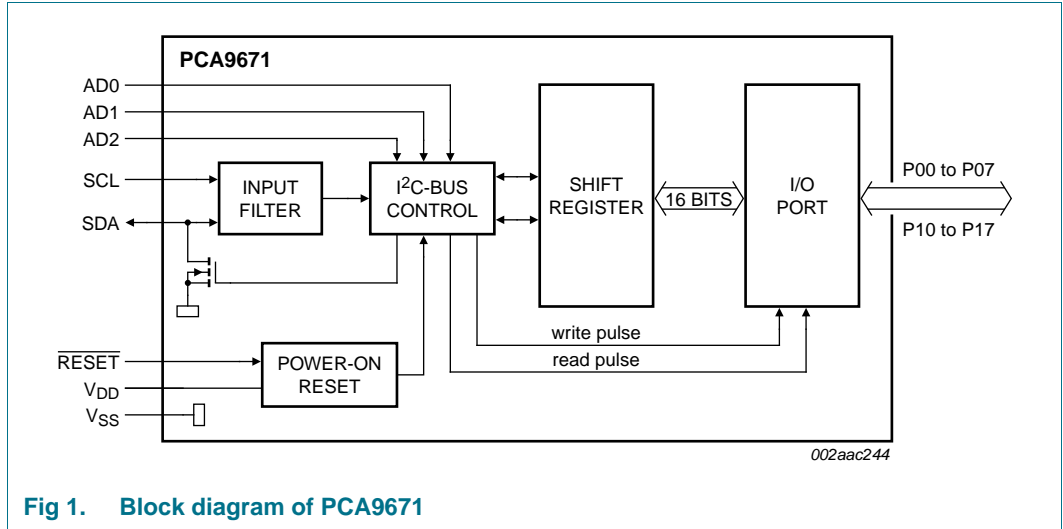 PCA9671
AD0
AD1
AD2
SCL
SDA
INPUT
FILTER
I²C-BUS
CONTROL
SHIFT
REGISTER
16 BITS
I/O
PORT
P00 to P07
P10 to P17
write pulse
read pulse
RESET
VDD
VSS
POWER-ON
RESET
002aac244
Fig 1. Block diagram of PCA9671